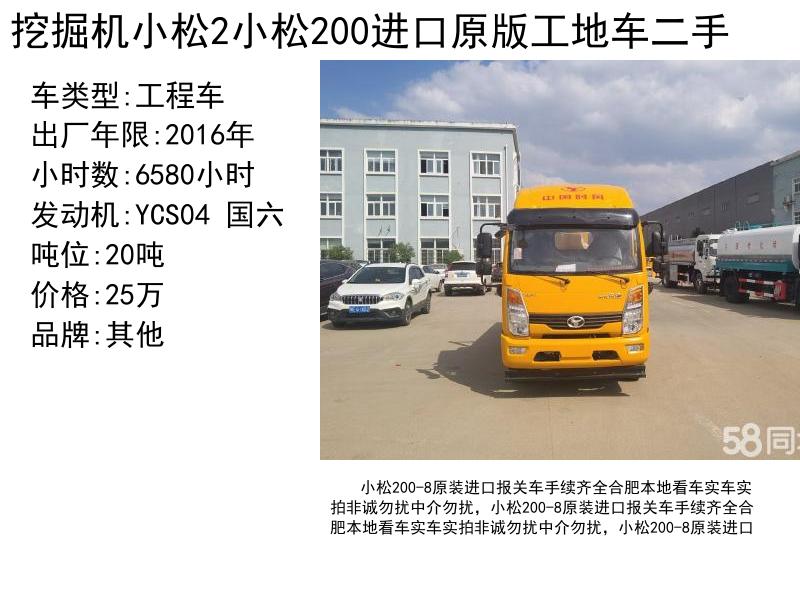 挖掘机小松2小松200进口原版工地车二手
车类型:工程车
出厂年限:2016年
小时数:6580小时
发动机:YCS04 国六
吨位:20吨
价格:25万
品牌:其他
58同
小松200-8原装进口报关车手续齐全合肥本地看车实车实
拍非诚勿扰中介勿扰，小松200-8原装进口报关车手续齐全合
肥本地看车实车实拍非诚勿扰中介勿扰，小松200-8原装进口